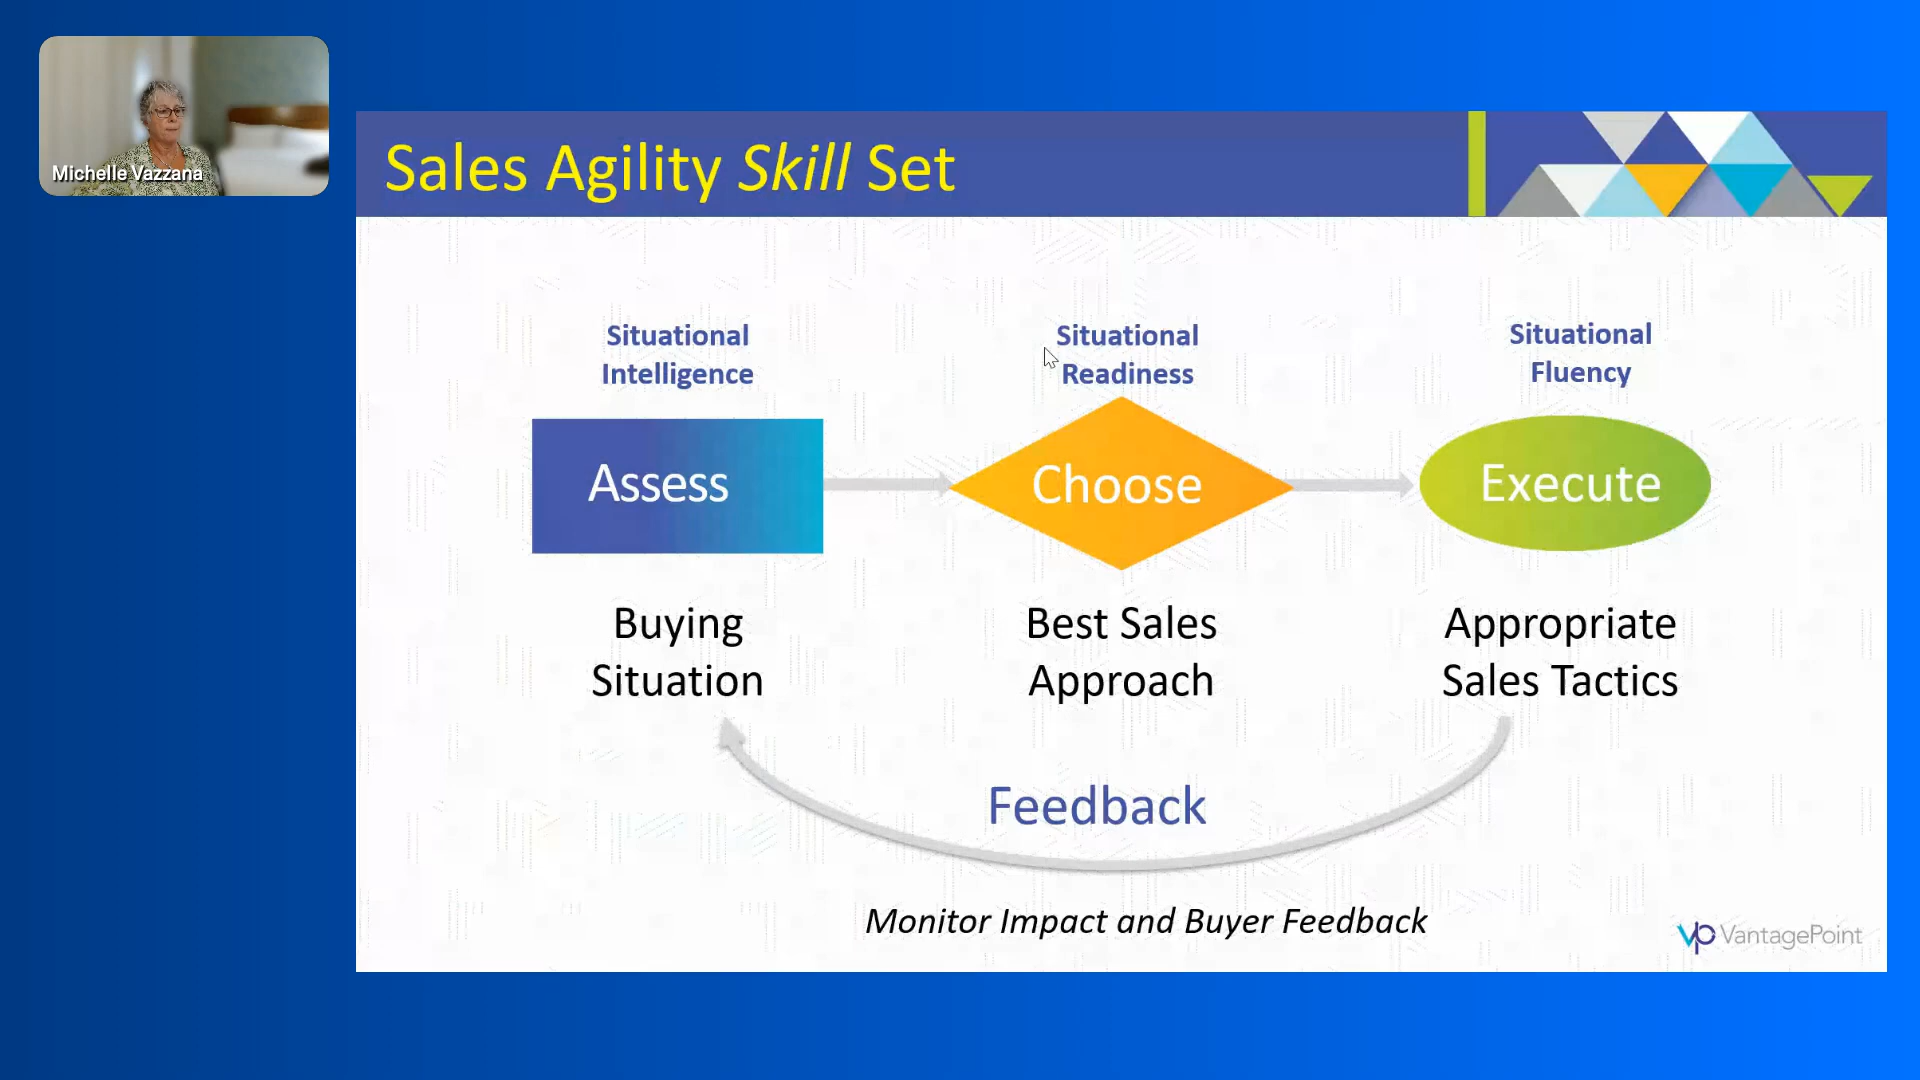 Michelle Vazzana
Sales Agility Skill Set
Situational
Intelligence
Situational
Readiness
Situational
Fluency
Assess
Choose
Execute
Buying
Situation
Best Sales
Approach
Appropriate
Sales Tactics
Feedback
Monitor Impact and Buyer Feedback
vp VantagePoint